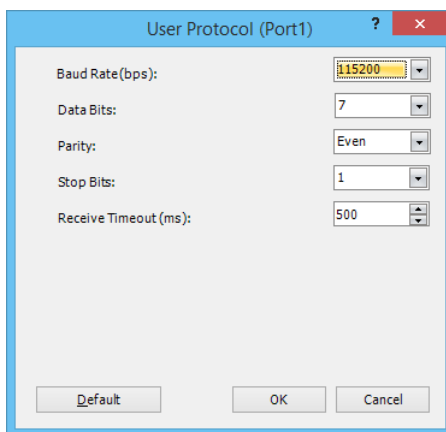 User Protocol (Port1) ? ×
Baud Rate(bps): 115200
Data Bits: 7
Parity: Even
Stop Bits: 1
Receive Timeout (ms): 500
Default OK Cancel